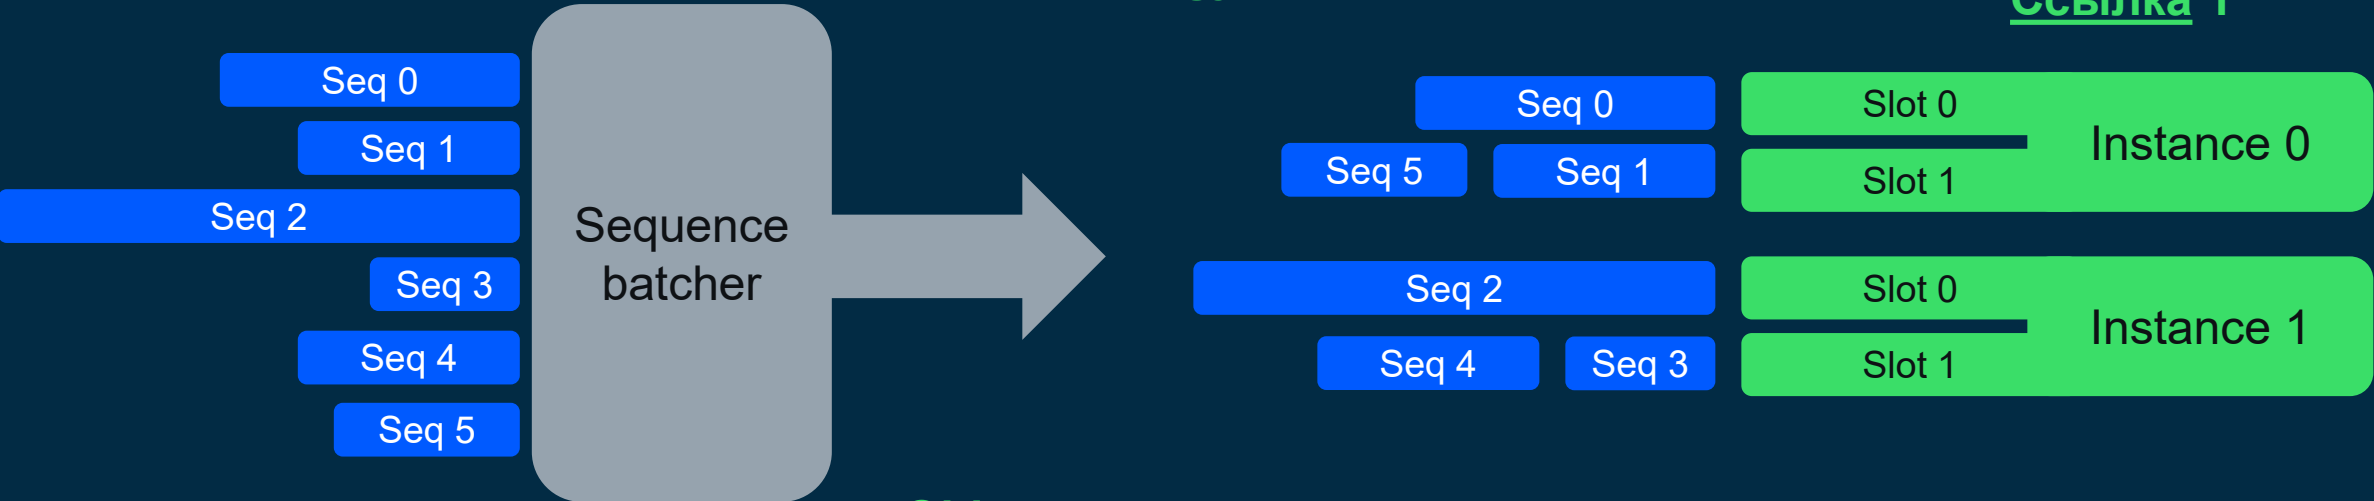 Seq 0
Seq 1
Seq 2
Seq 3
Seq 4
Seq 5
Sequence
batcher
Seq 0
Slot 0
Seq 5 Seq 1
Slot 1
Instance 0
Seq 2
Slot 0
Seq 4 Seq 3
Slot 1
Instance 1